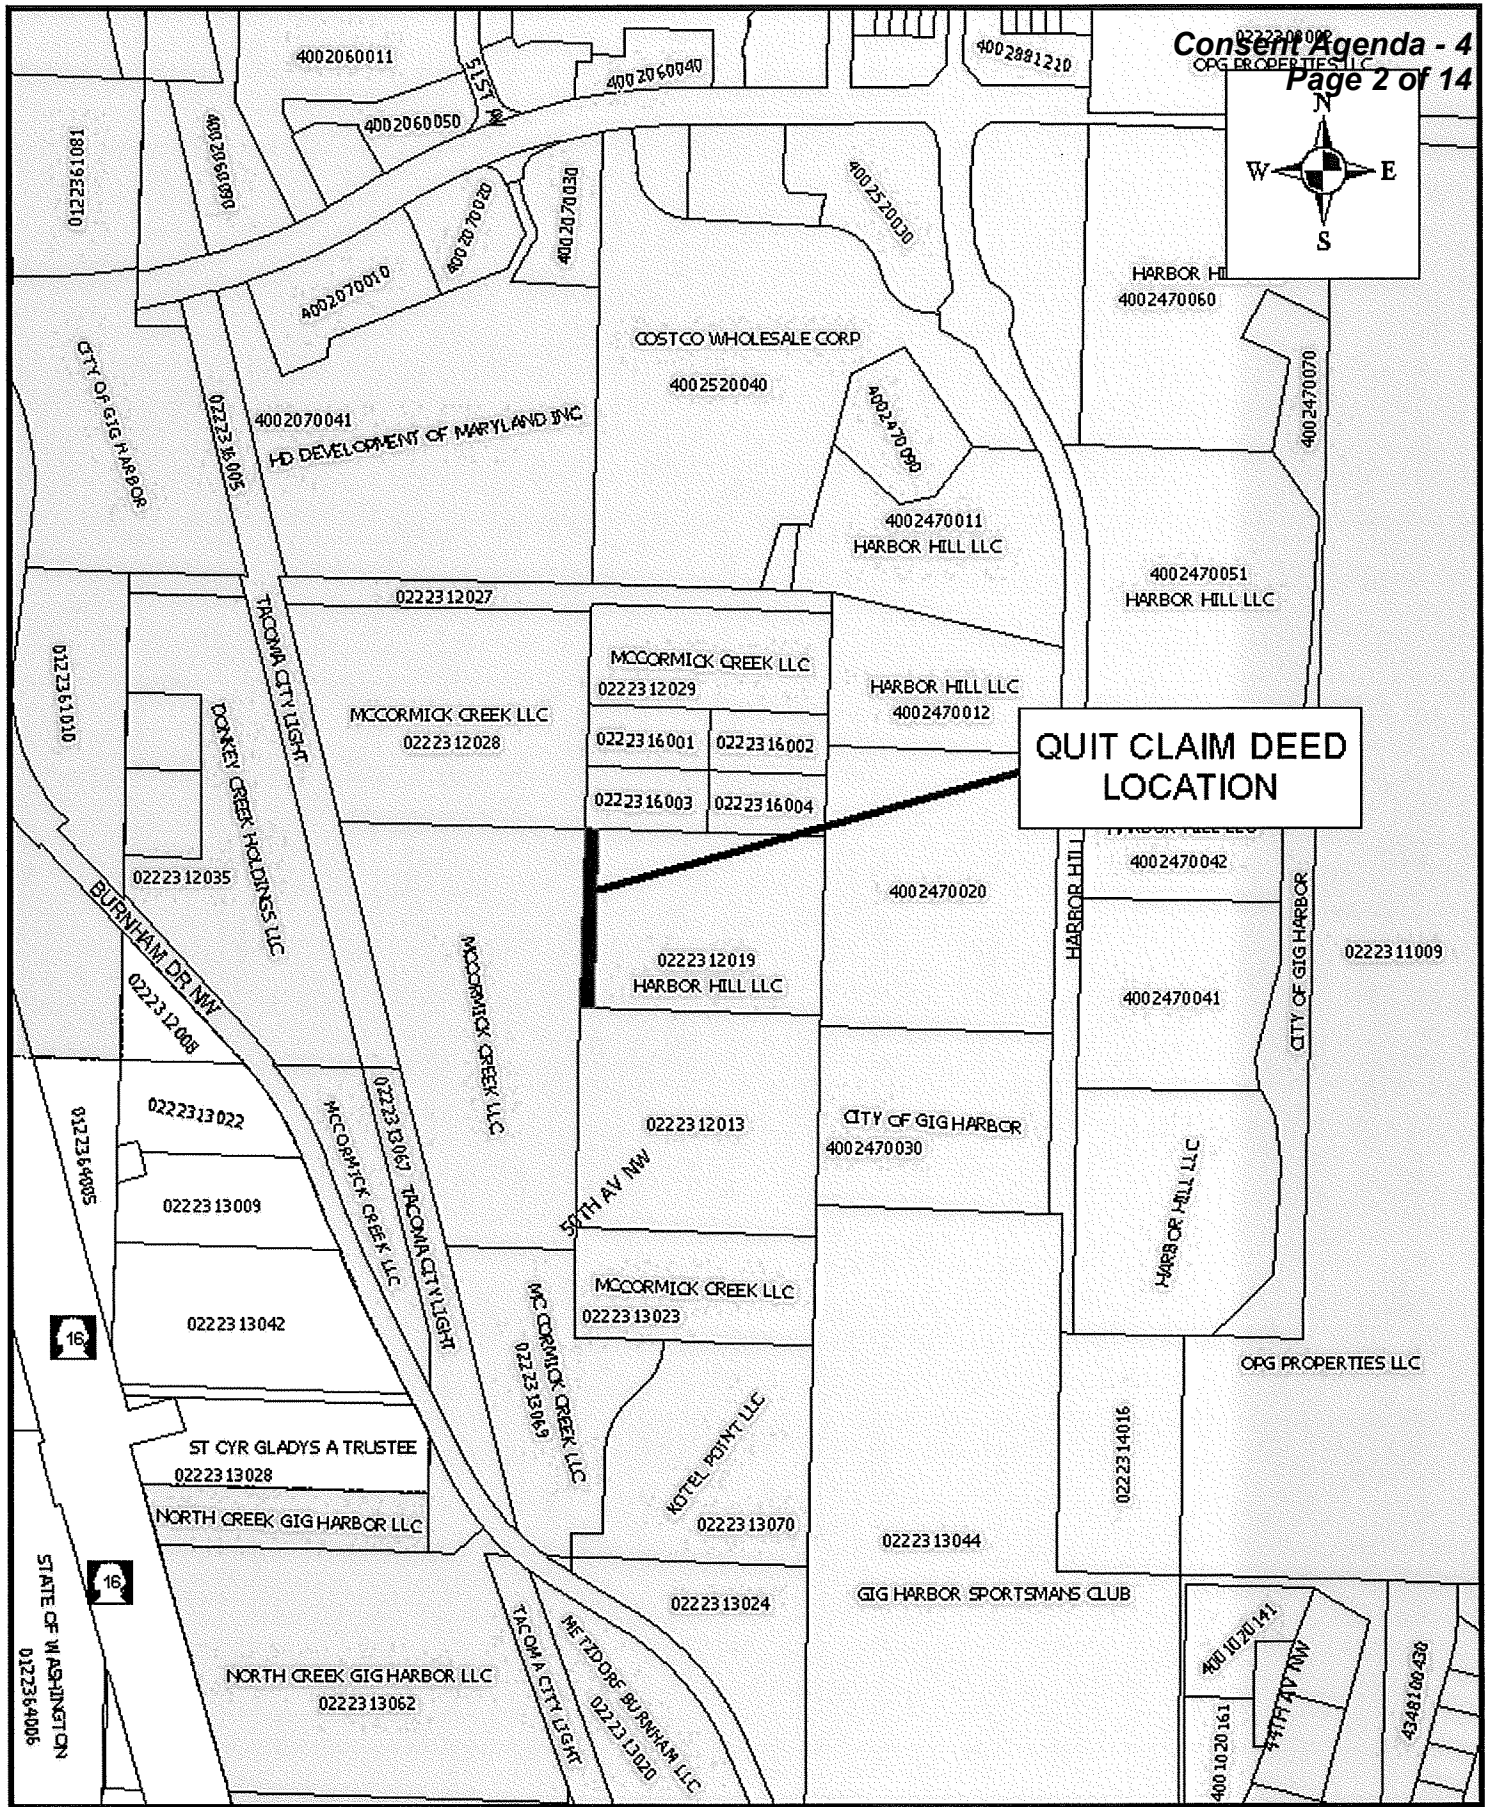 Consent Agenda - 4
Page 2 of 14
OPG PROPERTIES LLC
4002060011
4002060040
4002881210
51ST AV
4002060050
4002060080
0122361081
N
W
E
S
4002070020
4002070030
4002520030
4002070010
HARBOR HI
4002470060
CITY OF GIG HARBOR
COSTCO WHOLESALE CORP
4002520040
4002470070
0222316005
4002070041
HD DEVELOPMENT OF MARYLAND INC
4002470090
4002470011
HARBOR HILL LLC
4002470051
HARBOR HILL LLC
0222312027
TACOMA CITY LIGHT
0122361010
MCCORMICK CREEK LLC
0222312029
HARBOR HILL LLC
4002470012
MCCORMICK CREEK LLC
0222312028
0222316001
0222316002
0222316003
0222316004
QUIT CLAIM DEED
LOCATION
DONKEY CREEK HOLDINGS LLC
0222312035
HARBOR HILL LLC
4002470042
4002470020
HARBOR HILL
CITY OF GIG HARBOR
BURNHAM DR NW
0222312008
MCCORMICK CREEK LLC
0222312019
HARBOR HILL LLC
0222311009
4002470041
0222313022
0122364005
MCCORMICK CREEK LLC
0222313067
TACOMA CITY LIGHT
0222312013
CITY OF GIG HARBOR
4002470030
50TH AV NW
0222313009
HARBOR HILL LLC
MCCORMICK CREEK LLC
0222313023
0222313042
16
MCCORMICK CREEK LLC
0222313069
OPG PROPERTIES LLC
KOTEL POINT LLC
0222314016
ST CYR GLADYS A TRUSTEE
0222313028
NORTH CREEK GIG HARBOR LLC
0222313070
0222313044
16
GIG HARBOR SPORTSMANS CLUB
0222313024
STATE OF WASHINGTON
0122364006
NORTH CREEK GIG HARBOR LLC
0222313062
TACOMA CITY LIGHT
METZDORF BURNHAM LLC
0222313020
4001020141
44TH AV NW
4001020161
4348100430